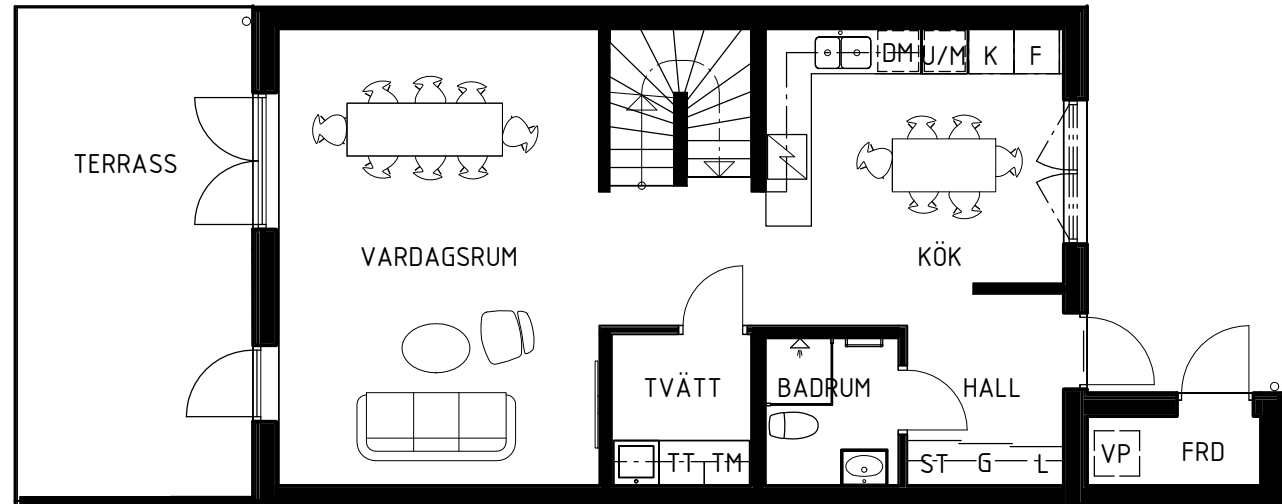 DM U/M K F
TERRASS
VARDAGSRUM
KÖK
TVÄTT
BADRUM
HALL
TT TM
ST G L
VP
FRD